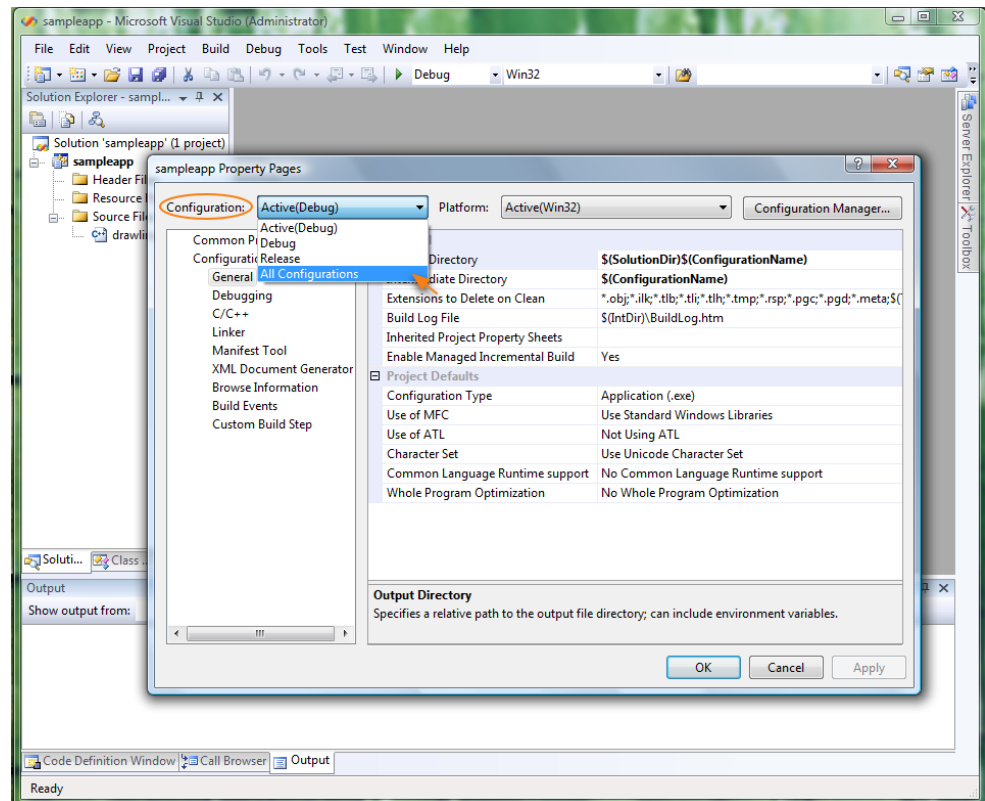 sampleapp - Microsoft Visual Studio (Administrator)
File Edit View Project Build Debug Tools Test Window Help
Debug Win32
Solution Explorer - sampl...
Solution 'sampleapp' (1 project)
sampleapp
Header Fil
Resource
Source File
drawlin
Soluti... Class ..
Server Explorer
Toolbox
sampleapp Property Pages
Configuration: Active(Debug) Platform: Active(Win32) Configuration Manager...
Active(Debug)
Debug
Release
All Configurations
Common P
Configuratio
General
Debugging
C/C++
Linker
Manifest Tool
XML Document Generator
Browse Information
Build Events
Custom Build Step
Directory $(SolutionDir)$(ConfigurationName)
diate Directory $(ConfigurationName)
Extensions to Delete on Clean *.obj;*.ilk;*.tlb;*.tli;*.tlh;*.tmp;*.rsp;*.pgc;*.pgd;*.meta;$(
Build Log File $(IntDir)\BuildLog.htm
Inherited Project Property Sheets
Enable Managed Incremental Build Yes
Project Defaults
Configuration Type Application (.exe)
Use of MFC Use Standard Windows Libraries
Use of ATL Not Using ATL
Character Set Use Unicode Character Set
Common Language Runtime support No Common Language Runtime support
Whole Program Optimization No Whole Program Optimization
Output Directory
Specifies a relative path to the output file directory; can include environment variables.
OK Cancel Apply
Output
Show output from:
Code Definition Window Call Browser Output
Ready